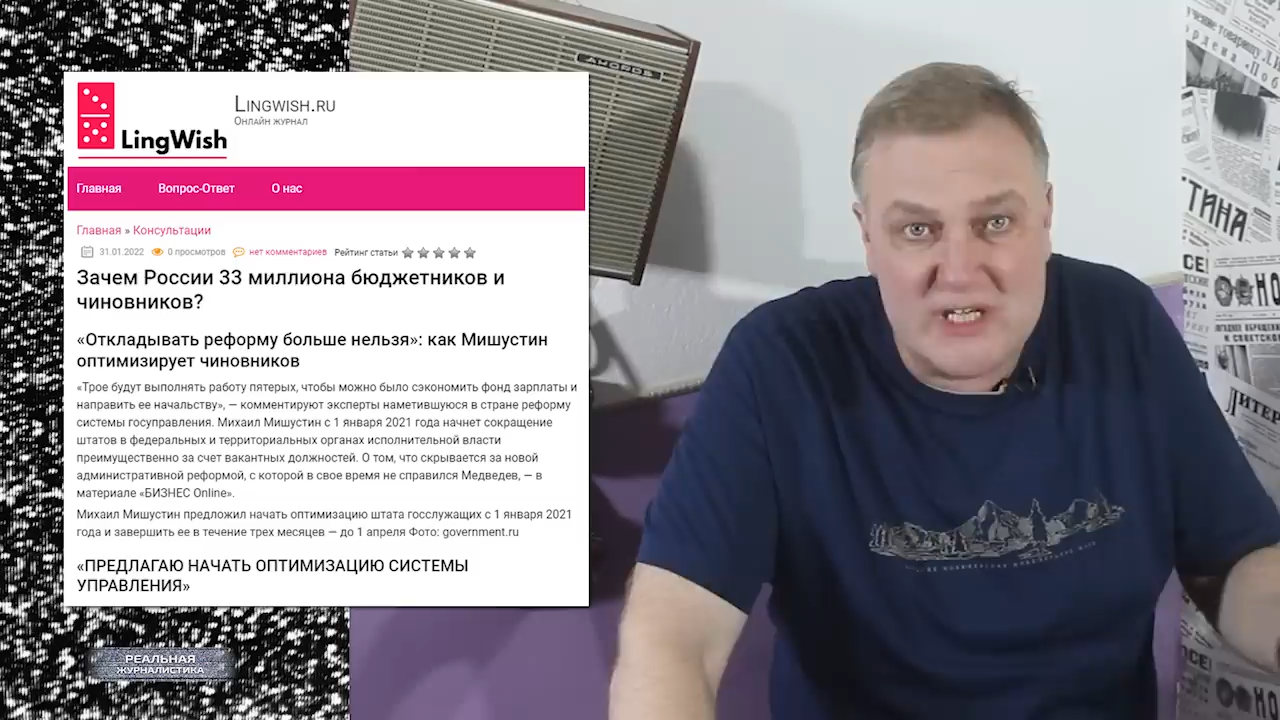 LingWish
Lingwish.ru
Онлайн журнал
Главная Вопрос-Ответ О нас
Главная » Консультации
31.01.2022 0 просмотров нет комментариев Рейтинг статьи
Зачем России 33 миллиона бюджетников и
чиновников?
«Откладывать реформу больше нельзя»: как Мишустин
оптимизирует чиновников
«Трое будут выполнять работу пятерых, чтобы можно было сэкономить фонд зарплаты и
направить ее начальству», — комментируют эксперты наметившуюся в стране реформу
системы госуправления. Михаил Мишустин с 1 января 2021 года начнет сокращение
штатов в федеральных и территориальных органах исполнительной власти
преимущественно за счет вакантных должностей. О том, что скрывается за новой
административной реформой, с которой в свое время не справился Медведев, — в
материале «БИЗНЕС Online».
Михаил Мишустин предложил начать оптимизацию штата госслужащих с 1 января 2021
года и завершить ее в течение трех месяцев — до 1 апреля Фото: government.ru
«ПРЕДЛАГАЮ НАЧАТЬ ОПТИМИЗАЦИЮ СИСТЕМЫ
УПРАВЛЕНИЯ»
РЕАЛЬНАЯ
ЖУРНАЛИСТИКА
ТИНА